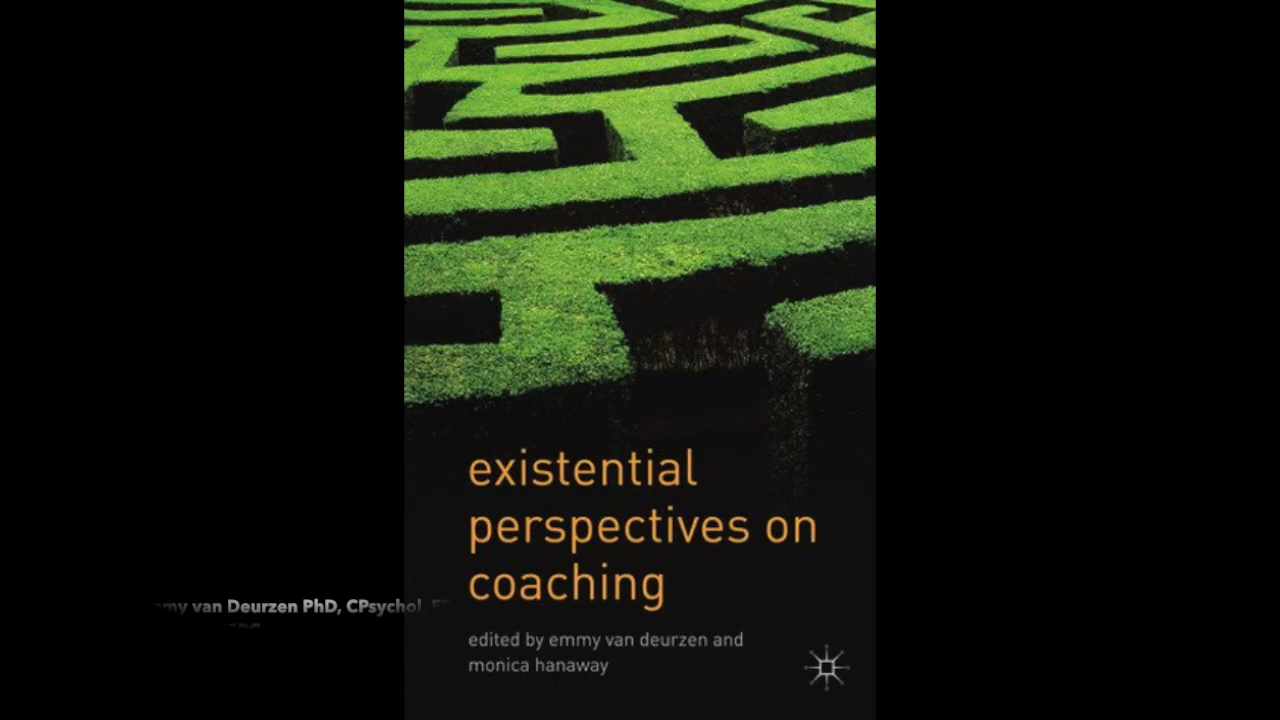 existential
perspectives on
coaching
van Deurzen PhD, CPsychol,
edited by emmy van deurzen and
monica hanaway